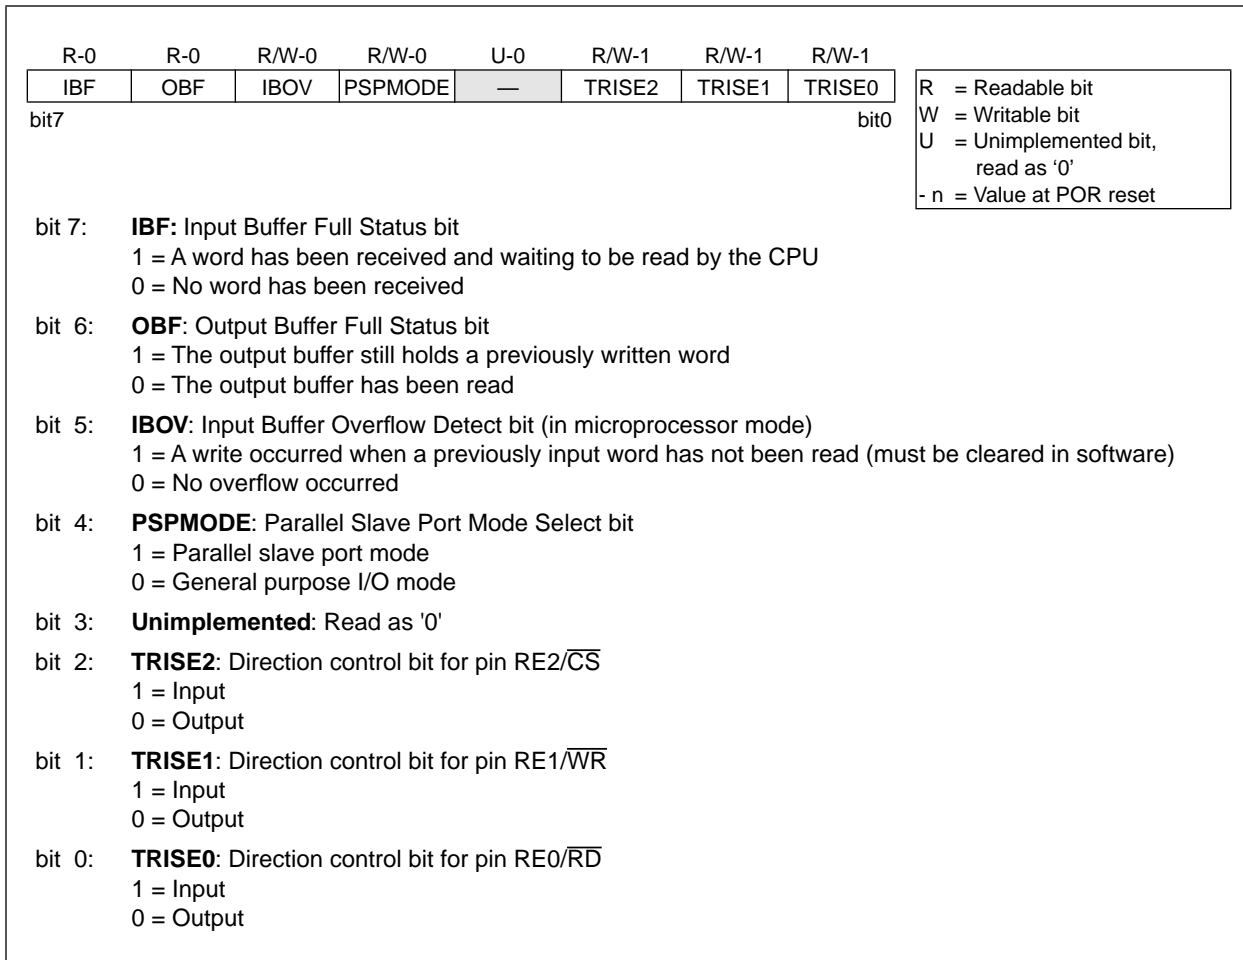 R-0 R-0 R/W-0 R/W-0 U-0 R/W-1 R/W-1 R/W-1
IBF OBF IBOV PSPMODE — TRISE2 TRISE1 TRISE0
bit7 bit0
R = Readable bit
W = Writable bit
U = Unimplemented bit,
read as ‘0’
- n = Value at POR reset
bit 7: IBF: Input Buffer Full Status bit
1 = A word has been received and waiting to be read by the CPU
0 = No word has been received
bit 6: OBF: Output Buffer Full Status bit
1 = The output buffer still holds a previously written word
0 = The output buffer has been read
bit 5: IBOV: Input Buffer Overflow Detect bit (in microprocessor mode)
1 = A write occurred when a previously input word has not been read (must be cleared in software)
0 = No overflow occurred
bit 4: PSPMODE: Parallel Slave Port Mode Select bit
1 = Parallel slave port mode
0 = General purpose I/O mode
bit 3: Unimplemented: Read as '0'
bit 2: TRISE2: Direction control bit for pin RE2/C̅S̅
1 = Input
0 = Output
bit 1: TRISE1: Direction control bit for pin RE1/W̅R̅
1 = Input
0 = Output
bit 0: TRISE0: Direction control bit for pin RE0/R̅D̅
1 = Input
0 = Output